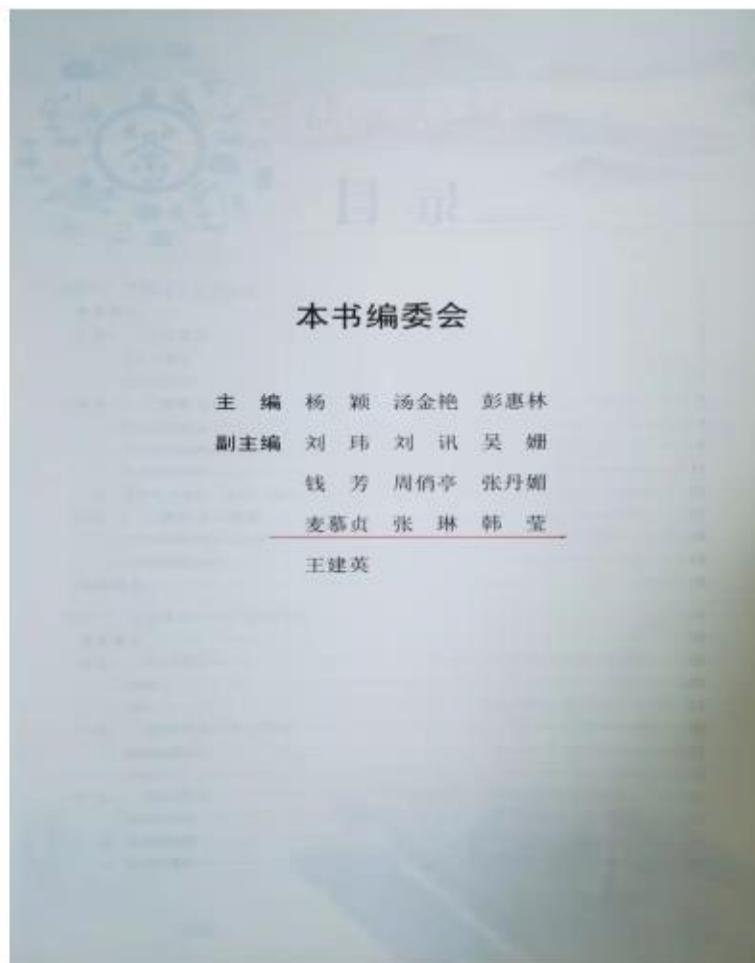 本书编委会
主 编 杨 颖 汤金艳 彭惠林
副主编 刘 玮 刘 讯 吴 姗
钱 芳 周俏亭 张丹媚
麦慕贞 张 琳 韩 莹
王建英